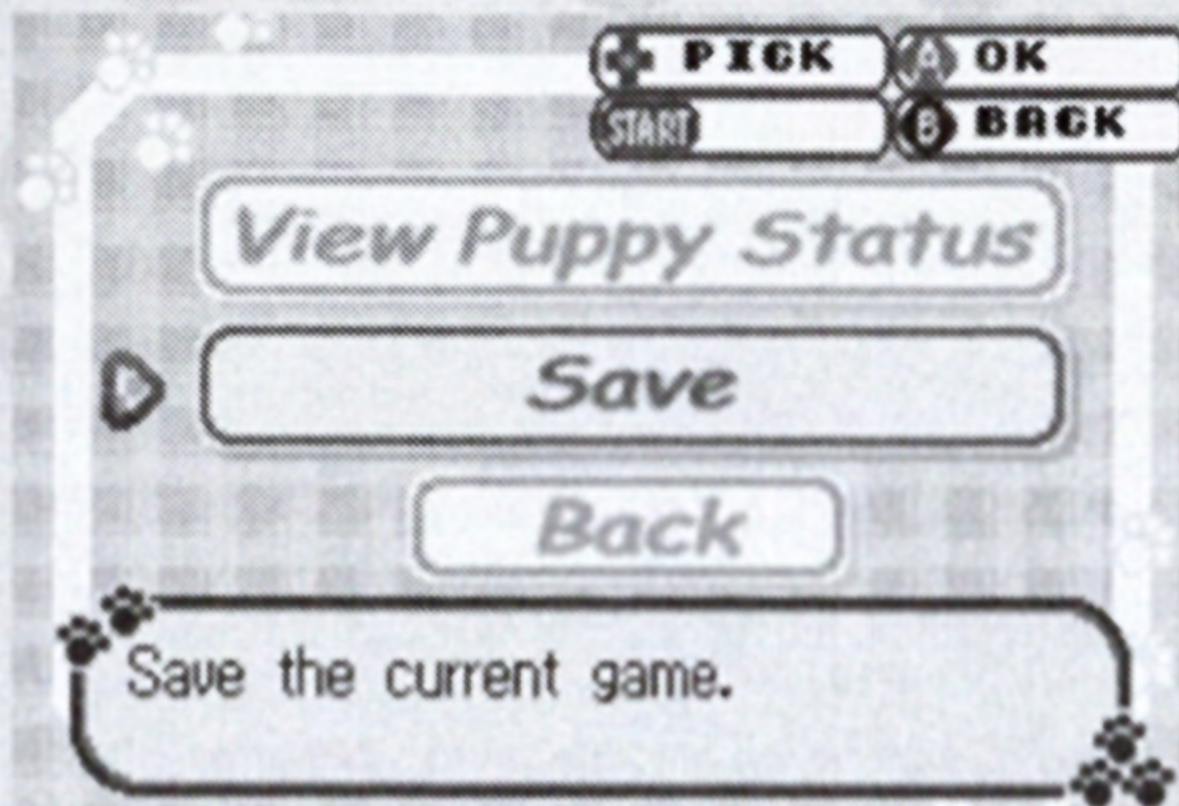 PICK A OK
START B BACK
View Puppy Status
Save
Back
Save the current game.